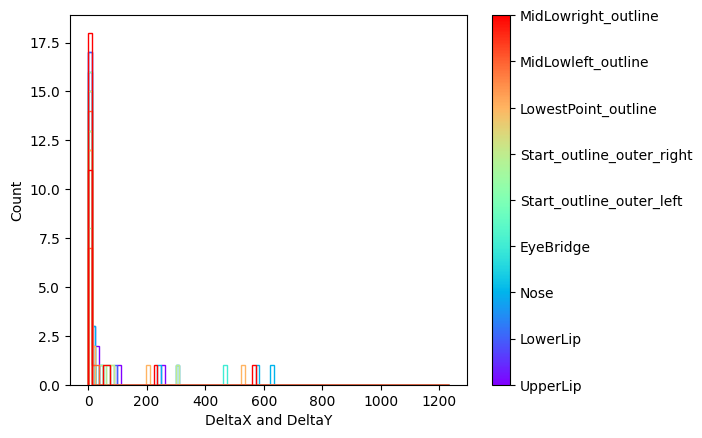 17.5
15.0
12.5
10.0
7.5
5.0
2.5
0.0
Count
0 200 400 600 800 1000 1200
DeltaX and DeltaY
MidLowright_outline
MidLowleft_outline
LowestPoint_outline
Start_outline_outer_right
Start_outline_outer_left
EyeBridge
Nose
LowerLip
UpperLip